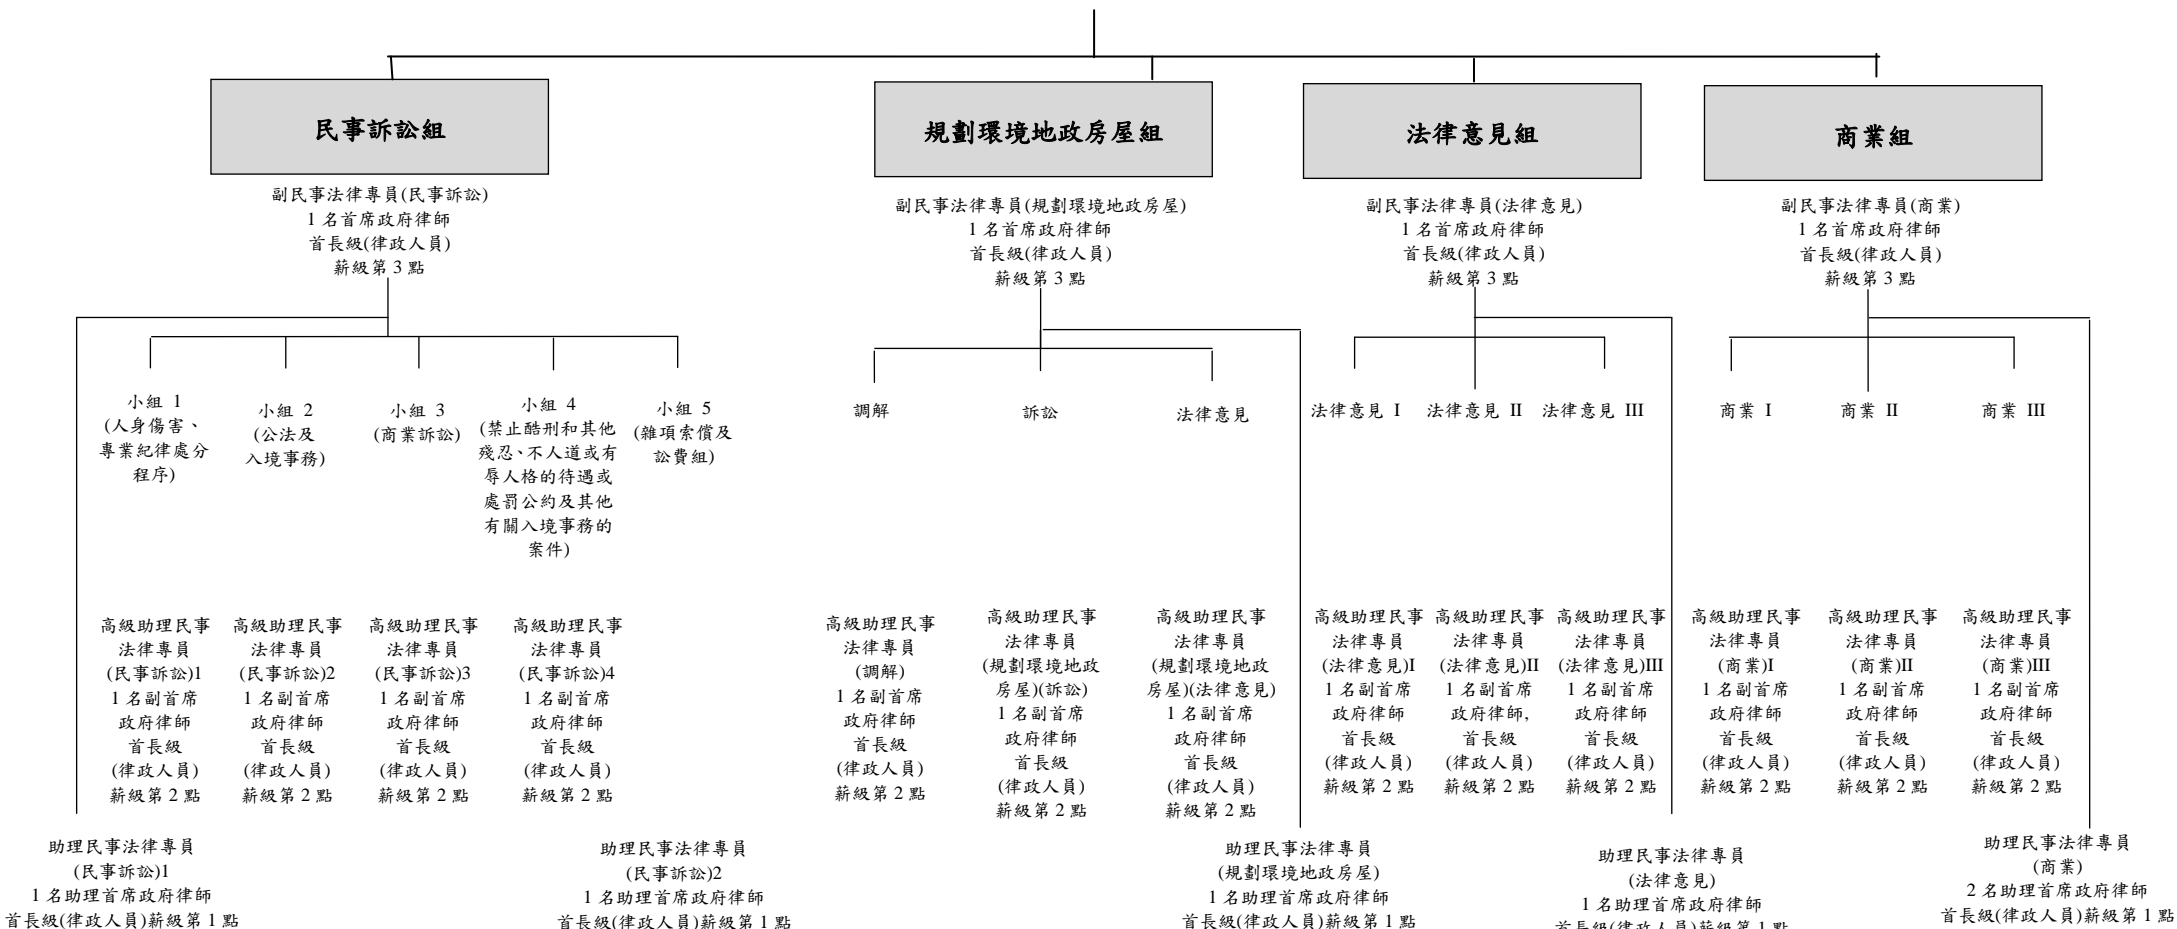 民事訴訟組
副民事法律專員(民事訴訟)
1 名首席政府律師
首長級(律政人員)
薪級第 3 點
規劃環境地政房屋組
副民事法律專員(規劃環境地政房屋)
1 名首席政府律師
首長級(律政人員)
薪級第 3 點
法律意見組
副民事法律專員(法律意見)
1 名首席政府律師
首長級(律政人員)
薪級第 3 點
商業組
副民事法律專員(商業)
1 名首席政府律師
首長級(律政人員)
薪級第 3 點
小組 1
(人身傷害、
專業紀律處分
程序)
小組 2
(公法及
入境事務)
小組 3
(商業訴訟)
小組 4
(禁止酷刑和其他
殘忍、不人道或有
辱人格的待遇或
處罰公約及其他
有關入境事務的
案件)
小組 5
(雜項索償及
訟費組)
調解
訴訟
法律意見
法律意見 I
法律意見 II
法律意見 III
商業 I
商業 II
商業 III
高級助理民事
法律專員
(民事訴訟)1
1 名副首席
政府律師
首長級
(律政人員)
薪級第 2 點
高級助理民事
法律專員
(民事訴訟)2
1 名副首席
政府律師
首長級
(律政人員)
薪級第 2 點
高級助理民事
法律專員
(民事訴訟)3
1 名副首席
政府律師
首長級
(律政人員)
薪級第 2 點
高級助理民事
法律專員
(民事訴訟)4
1 名副首席
政府律師
首長級
(律政人員)
薪級第 2 點
高級助理民事
法律專員
(調解)
1 名副首席
政府律師
首長級
(律政人員)
薪級第 2 點
高級助理民事
法律專員
(規劃環境地政
房屋)(訴訟)
1 名副首席
政府律師
首長級
(律政人員)
薪級第 2 點
高級助理民事
法律專員
(規劃環境地政
房屋)(法律意見)
1 名副首席
政府律師
首長級
(律政人員)
薪級第 2 點
高級助理民事
法律專員
(法律意見)I
1 名副首席
政府律師
首長級
(律政人員)
薪級第 2 點
高級助理民事
法律專員
(法律意見)II
1 名副首席
政府律師,
首長級
(律政人員)
薪級第 2 點
高級助理民事
法律專員
(法律意見)III
1 名副首席
政府律師
首長級
(律政人員)
薪級第 2 點
高級助理民事
法律專員
(商業)I
1 名副首席
政府律師
首長級
(律政人員)
薪級第 2 點
高級助理民事
法律專員
(商業)II
1 名副首席
政府律師
首長級
(律政人員)
薪級第 2 點
高級助理民事
法律專員
(商業)III
1 名副首席
政府律師
首長級
(律政人員)
薪級第 2 點
助理民事法律專員
(民事訴訟)1
1 名助理首席政府律師
首長級(律政人員)薪級第 1 點
助理民事法律專員
(民事訴訟)2
1 名助理首席政府律師
首長級(律政人員)薪級第 1 點
助理民事法律專員
(規劃環境地政房屋)
1 名助理首席政府律師
首長級(律政人員)薪級第 1 點
助理民事法律專員
(法律意見)
1 名助理首席政府律師
首長級(律政人員)薪級第 1 點
助理民事法律專員
(商業)
2 名助理首席政府律師
首長級(律政人員)薪級第 1 點